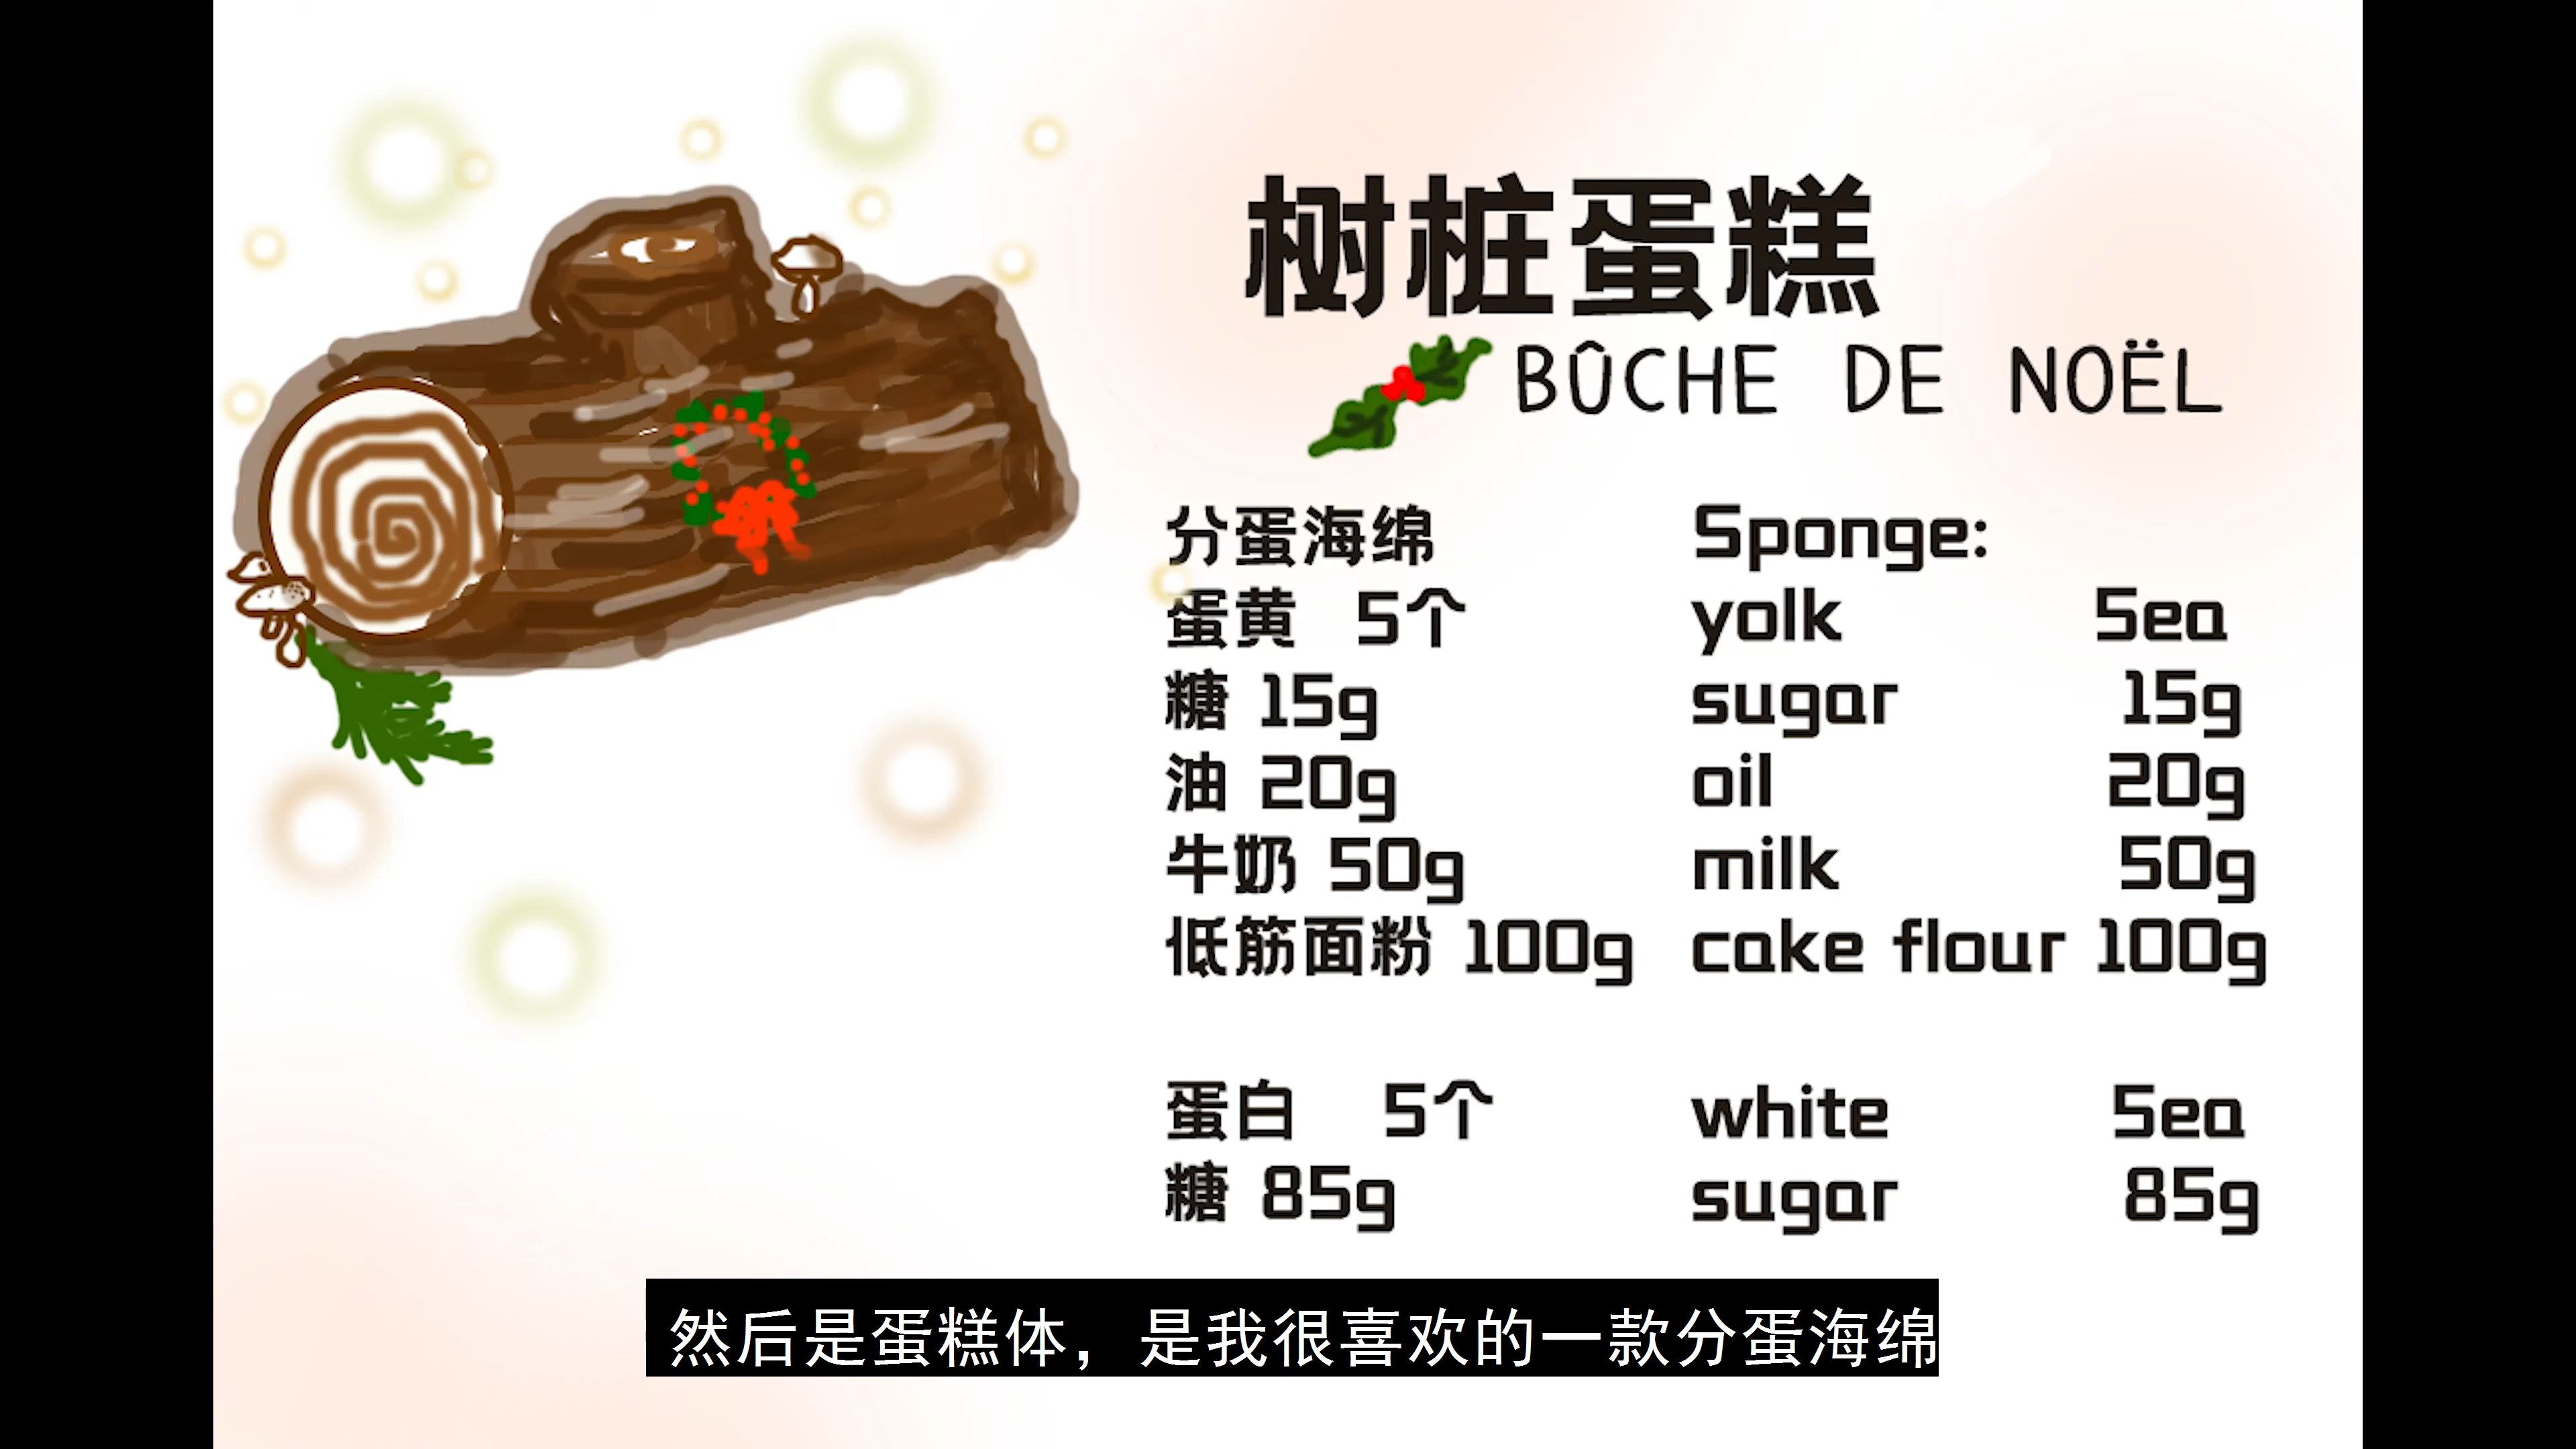 树桩蛋糕
BÛCHE DE NOËL
分蛋海绵 Sponge:
蛋黄 5个 yolk 5ea
糖 15g sugar 15g
油 20g oil 20g
牛奶 50g milk 50g
低筋面粉 100g cake flour 100g
蛋白 5个 white 5ea
糖 85g sugar 85g
然后是蛋糕体，是我很喜欢的一款分蛋海绵